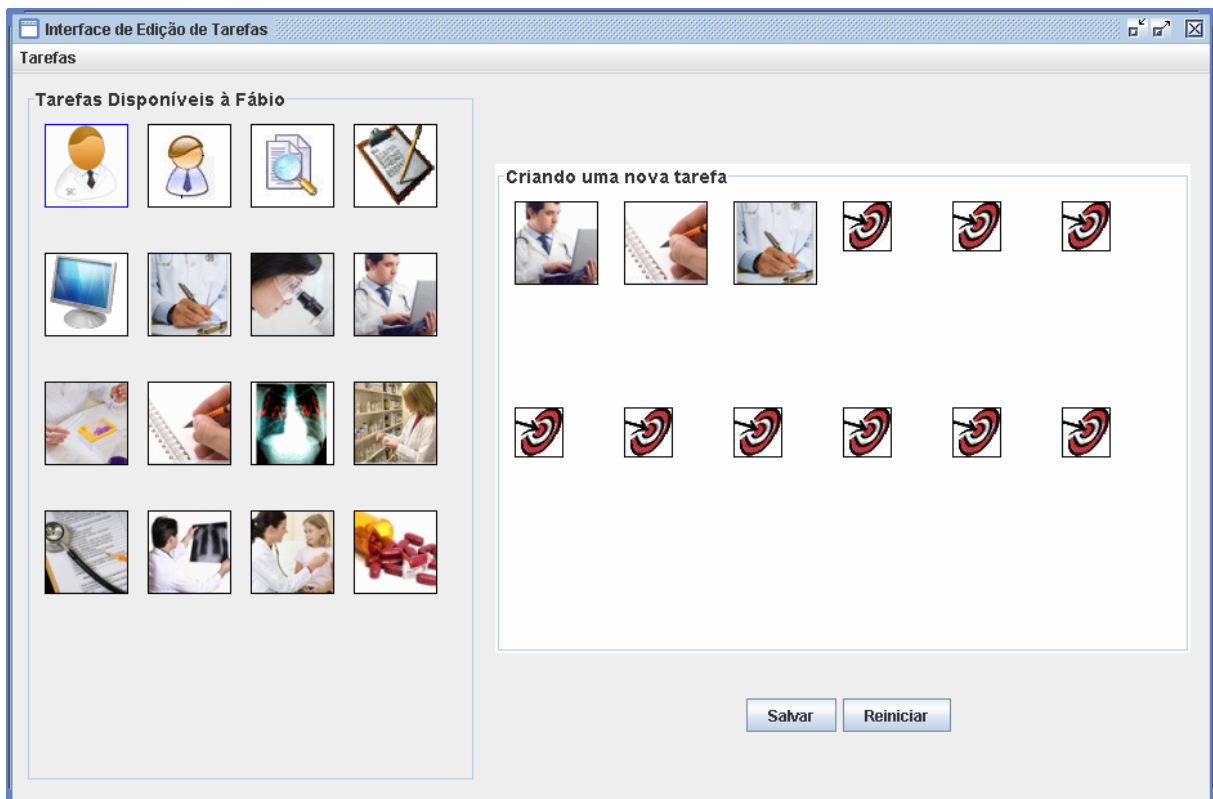 Interface de Edição de Tarefas
Tarefas
Tarefas Disponíveis à Fábio
Criando uma nova tarefa
Salvar
Reiniciar